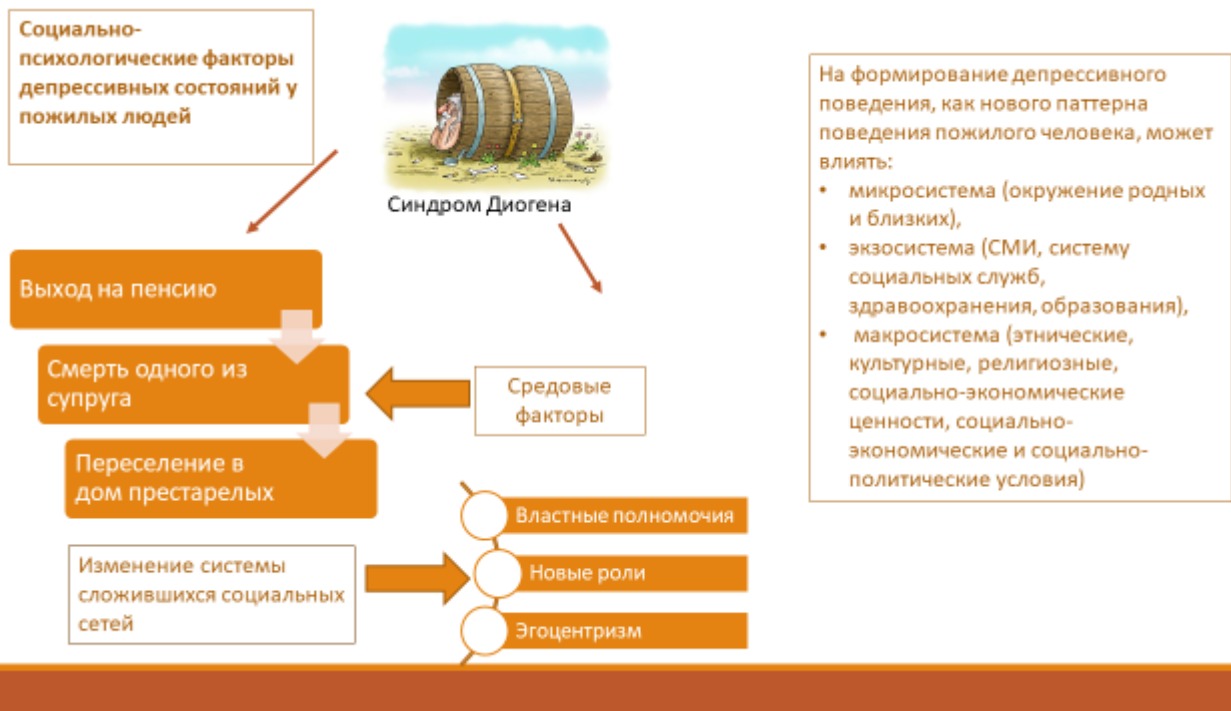 Социально-
психологические факторы
депрессивных состояний у
пожилых людей
Синдром Диогена
Выход на пенсию
Смерть одного из
супруга
Переселение в
дом престарелых
Средовые
факторы
Изменение системы
сложившихся социальных
сетей
Властные полномочия
Новые роли
Эгоцентризм
На формирование депрессивного
поведения, как нового паттерна
поведения пожилого человека, может
влиять:
• микросистема (окружение родных
и близких),
• экзосистема (СМИ, систему
социальных служб,
здравоохранения, образования),
• макросистема (этнические,
культурные, религиозные,
социально-экономические
ценности, социально-
экономические и социально-
политические условия)